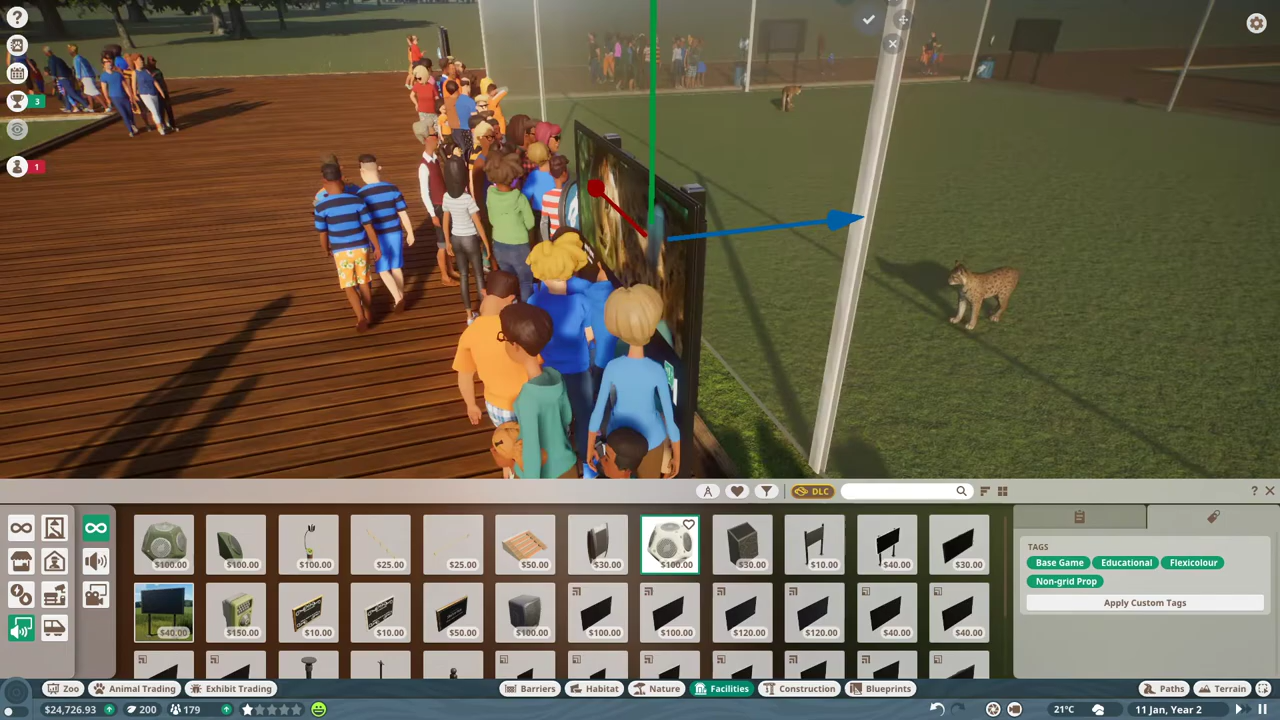 3
1
DLC
?
$100.00 $100.00 $100.00 $25.00 $25.00 $50.00 $30.00 $100.00 $30.00 $10.00 $40.00 $30.00
$40.00 $150.00 $10.00 $10.00 $50.00 $100.00 $100.00 $100.00 $120.00 $120.00 $40.00 $40.00
TAGS
Base Game Educational Flexicolour
Non-grid Prop
Apply Custom Tags
Zoo Animal Trading Exhibit Trading Barriers Habitat Nature Facilities Construction Blueprints Paths Terrain
$24,726.93 200 179 21°C 11 Jan, Year 2